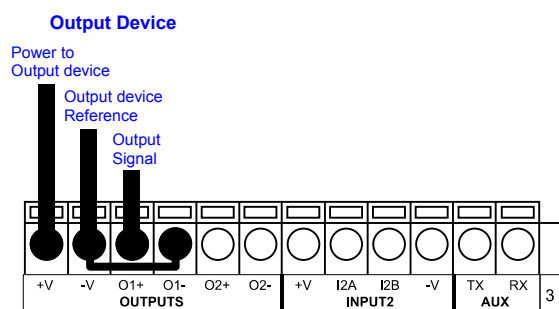 Output Device
Power to
Output device
Output device
Reference
Output
Signal
+V -V O1+ O1- O2+ O2- +V I2A I2B -V TX RX
OUTPUTS INPUT2 AUX 3